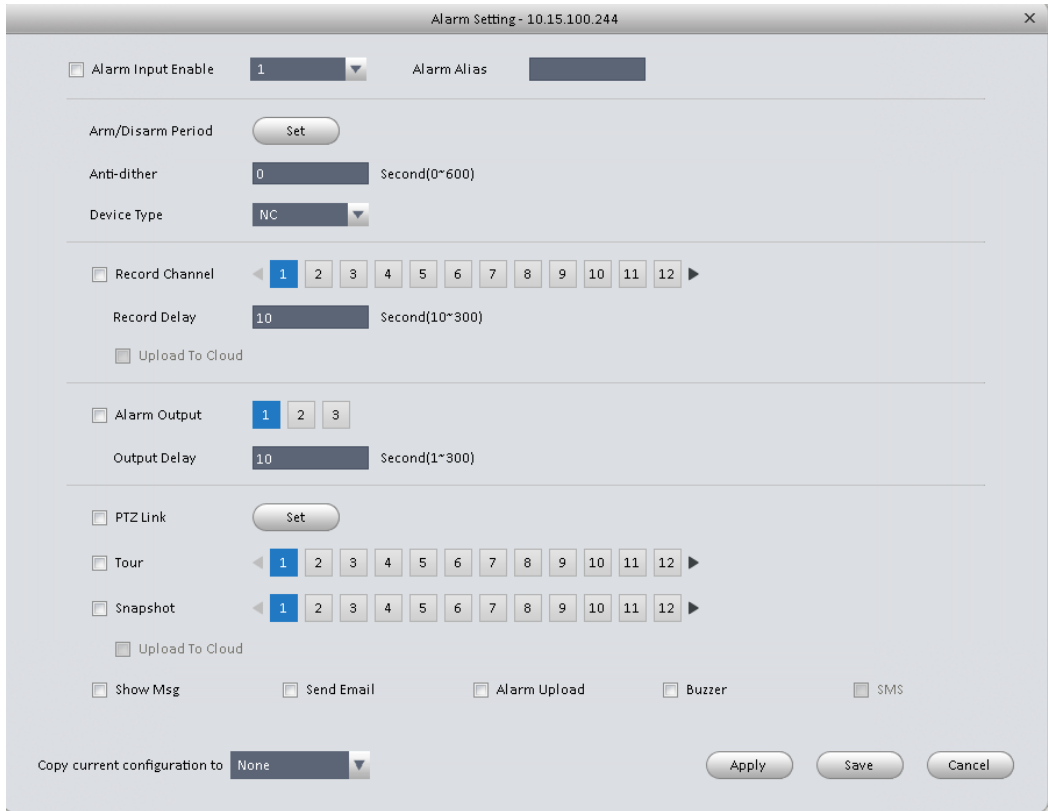 Alarm Setting - 10.15.100.244
Alarm Input Enable 1 Alarm Alias
Arm/Disarm Period Set
Anti-dither 0 Second(0~600)
Device Type NC
Record Channel 1 2 3 4 5 6 7 8 9 10 11 12
Record Delay 10 Second(10~300)
Upload To Cloud
Alarm Output 1 2 3
Output Delay 10 Second(1~300)
PTZ Link Set
Tour 1 2 3 4 5 6 7 8 9 10 11 12
Snapshot 1 2 3 4 5 6 7 8 9 10 11 12
Upload To Cloud
Show Msg Send Email Alarm Upload Buzzer SMS
Copy current configuration to None Apply Save Cancel